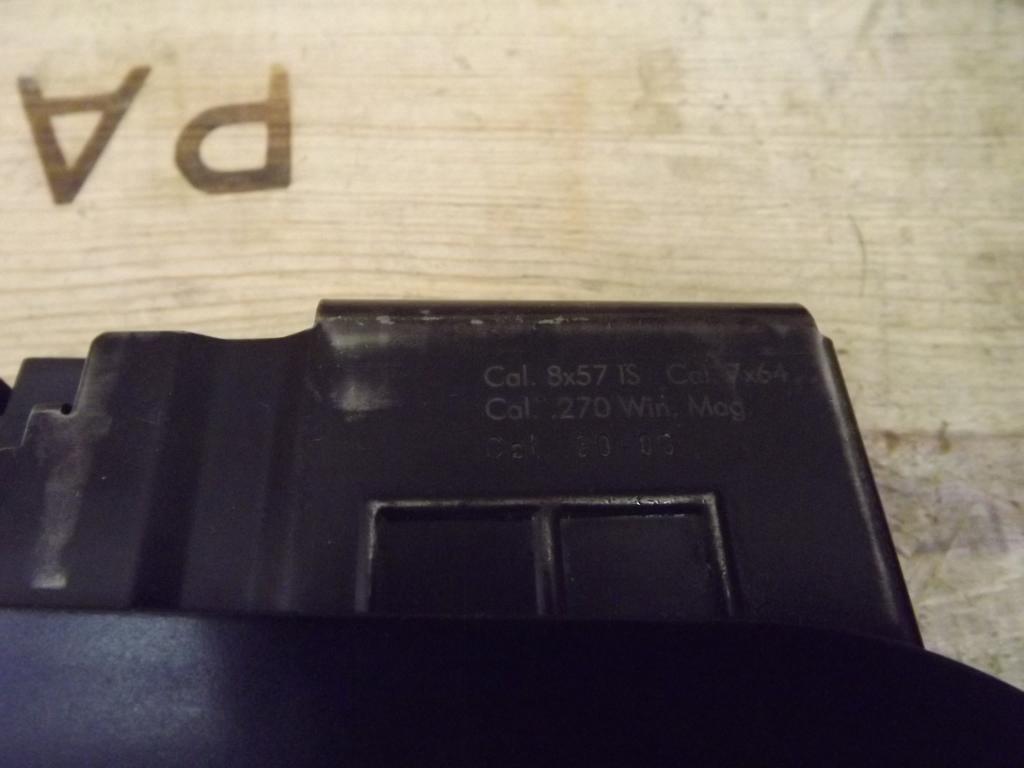 PA
Cal. 8x57 IS Cal. 7x64
Cal. .270 Win. Mag.
Cal. 30-06